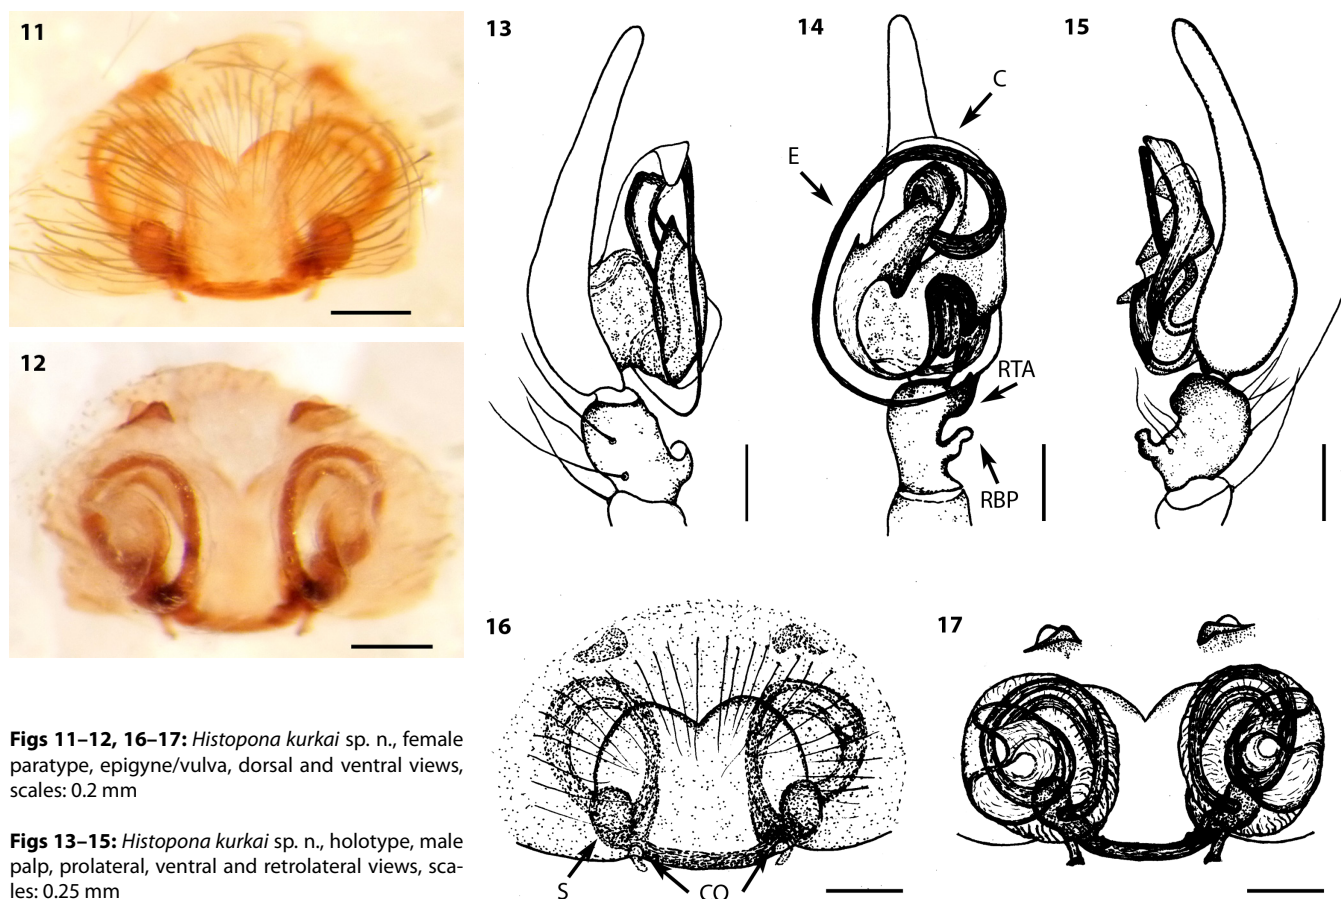 11
12
Figs 11–12, 16–17: Histopona kurkai sp. n., female
paratype, epigyne/vulva, dorsal and ventral views,
scales: 0.2 mm
Figs 13–15: Histopona kurkai sp. n., holotype, male
palp, prolateral, ventral and retrolateral views, sca-
les: 0.25 mm
13
14
15
C
E
RTA
RBP
16
17
S
CO